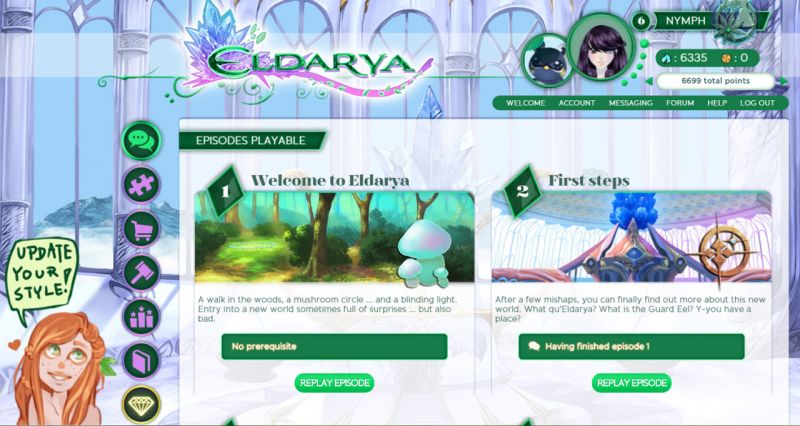 ELDARYA
6 NYMPH
: 6335 : 0
6699 total points
WELCOME ACCOUNT MESSAGING FORUM HELP LOG OUT
EPISODES PLAYABLE
1 Welcome to Eldarya
A walk in the woods, a mushroom circle ... and a blinding light.
Entry into a new world sometimes full of surprises ... but also
bad.
No prerequisite
REPLAY EPISODE
2 First steps
After a few mishaps, you can finally find out more about this new
world. What qu'Eldarya? What is the Guard Eel? Y-you have a
place?
Having finished episode 1
REPLAY EPISODE
UPDATE
YOUR
STYLE!